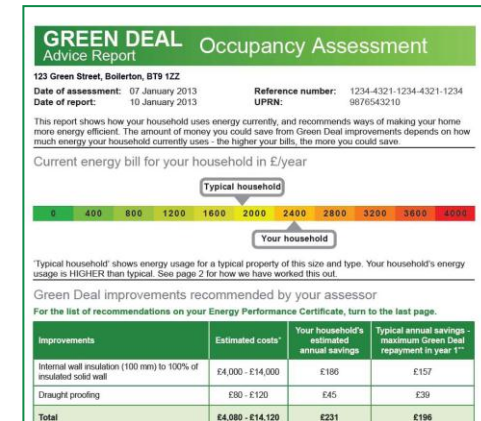 GREEN DEAL
Advice Report
Occupancy Assessment
123 Green Street, Boilerton, BT9 1ZZ
Date of assessment: 07 January 2013 Reference number: 1234-4321-1234-4321-1234
Date of report: 10 January 2013 UPRN: 9876543210
This report shows how your household uses energy currently, and recommends ways of making your home
more energy efficient. The amount of money you could save from Green Deal improvements depends on how
much energy your household currently uses - the higher your bills, the more you could save.
Current energy bill for your household in £/year
Typical household
0 400 800 1200 1600 2000 2400 2800 3200 3600 4000
Your household
'Typical household' shows energy usage for a typical property of this size and type. Your household's energy
usage is HIGHER than typical. See page 2 for how we have worked this out.
Green Deal improvements recommended by your assessor
For the list of recommendations on your Energy Performance Certificate, turn to the last page.
Improvements Estimated costs* Your household's estimated annual savings Typical annual savings - maximum Green Deal repayment in year 1**
Internal wall insulation (100 mm) to 100% of
insulated solid wall £4,000 - £14,000 £186 £157
Draught proofing £80 - £120 £45 £39
Total £4,080 - £14,120 £231 £196